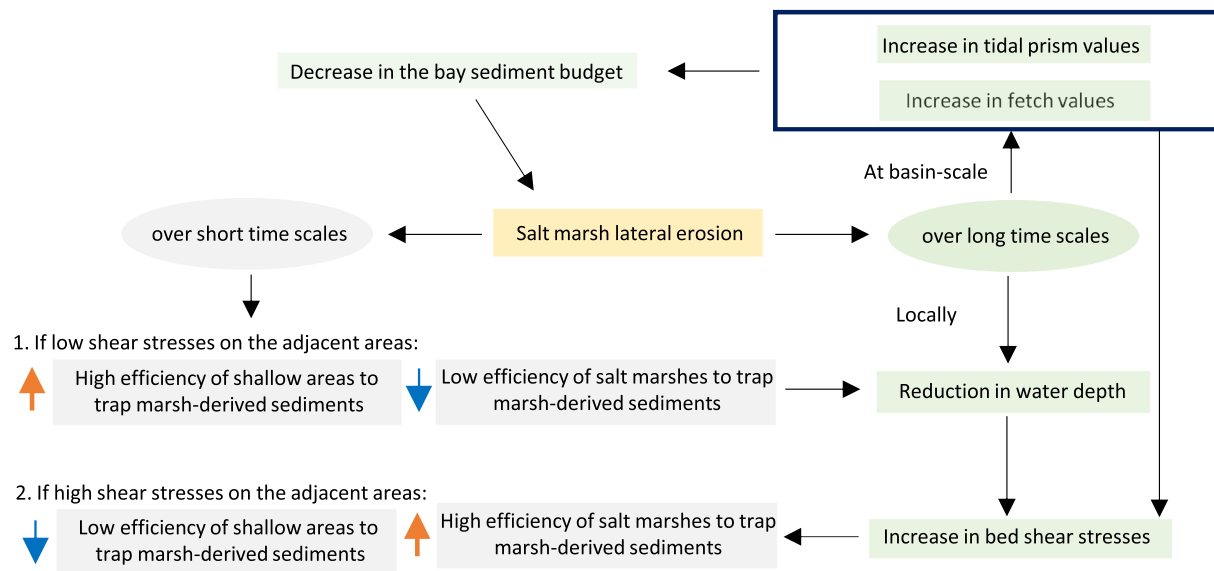 Increase in tidal prism values
Decrease in the bay sediment budget
Increase in fetch values
At basin-scale
over short time scales
Salt marsh lateral erosion
over long time scales
Locally
1. If low shear stresses on the adjacent areas:
High efficiency of shallow areas to
trap marsh-derived sediments
Low efficiency of salt marshes to trap
marsh-derived sediments
Reduction in water depth
2. If high shear stresses on the adjacent areas:
Low efficiency of shallow areas to
trap marsh-derived sediments
High efficiency of salt marshes to trap
marsh-derived sediments
Increase in bed shear stresses